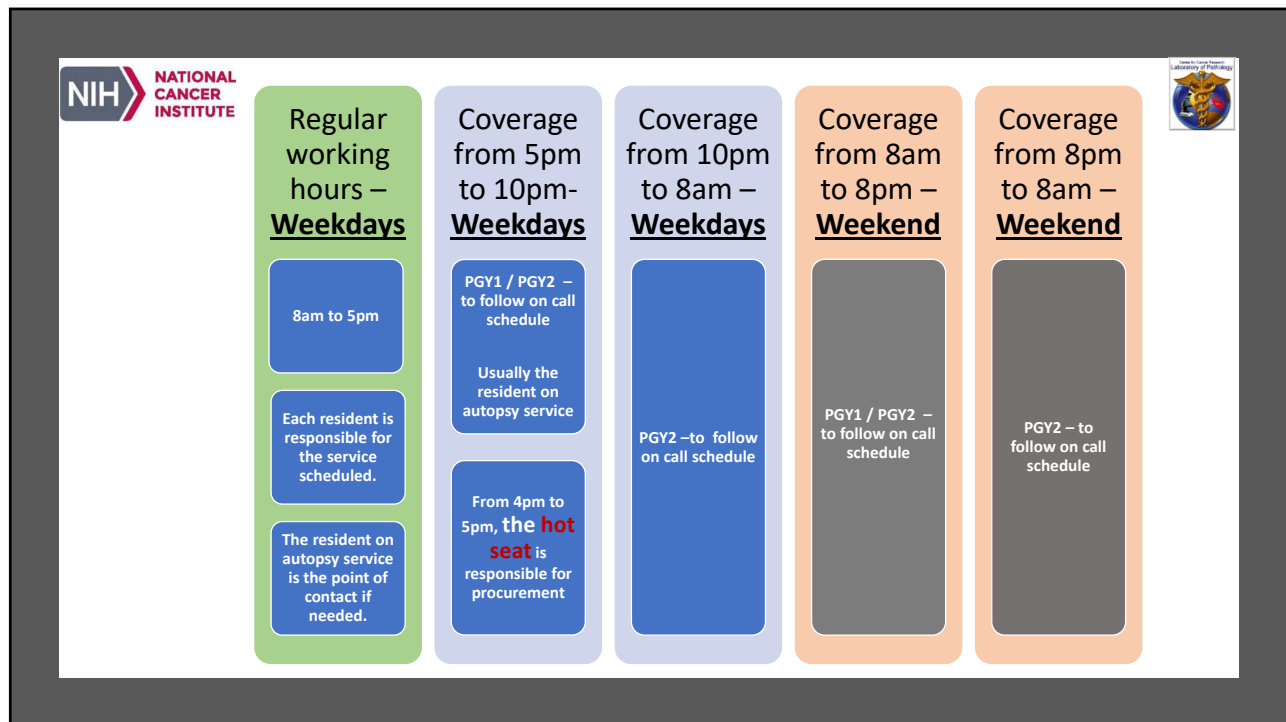 NIH
NATIONAL
CANCER
INSTITUTE
Center for Cancer Research
Laboratory of Pathology
Regular
working
hours –
Weekdays
8am to 5pm
Each resident is
responsible for
the service
scheduled.
The resident on
autopsy service
is the point of
contact if
needed.
Coverage
from 5pm
to 10pm-
Weekdays
PGY1 / PGY2 –
to follow on call
schedule
Usually the
resident on
autopsy service
From 4pm to
5pm, the hot
seat is
responsible for
procurement
Coverage
from 10pm
to 8am –
Weekdays
PGY2 –to follow
on call schedule
Coverage
from 8am
to 8pm –
Weekend
PGY1 / PGY2 –
to follow on call
schedule
Coverage
from 8pm
to 8am –
Weekend
PGY2 – to
follow on call
schedule